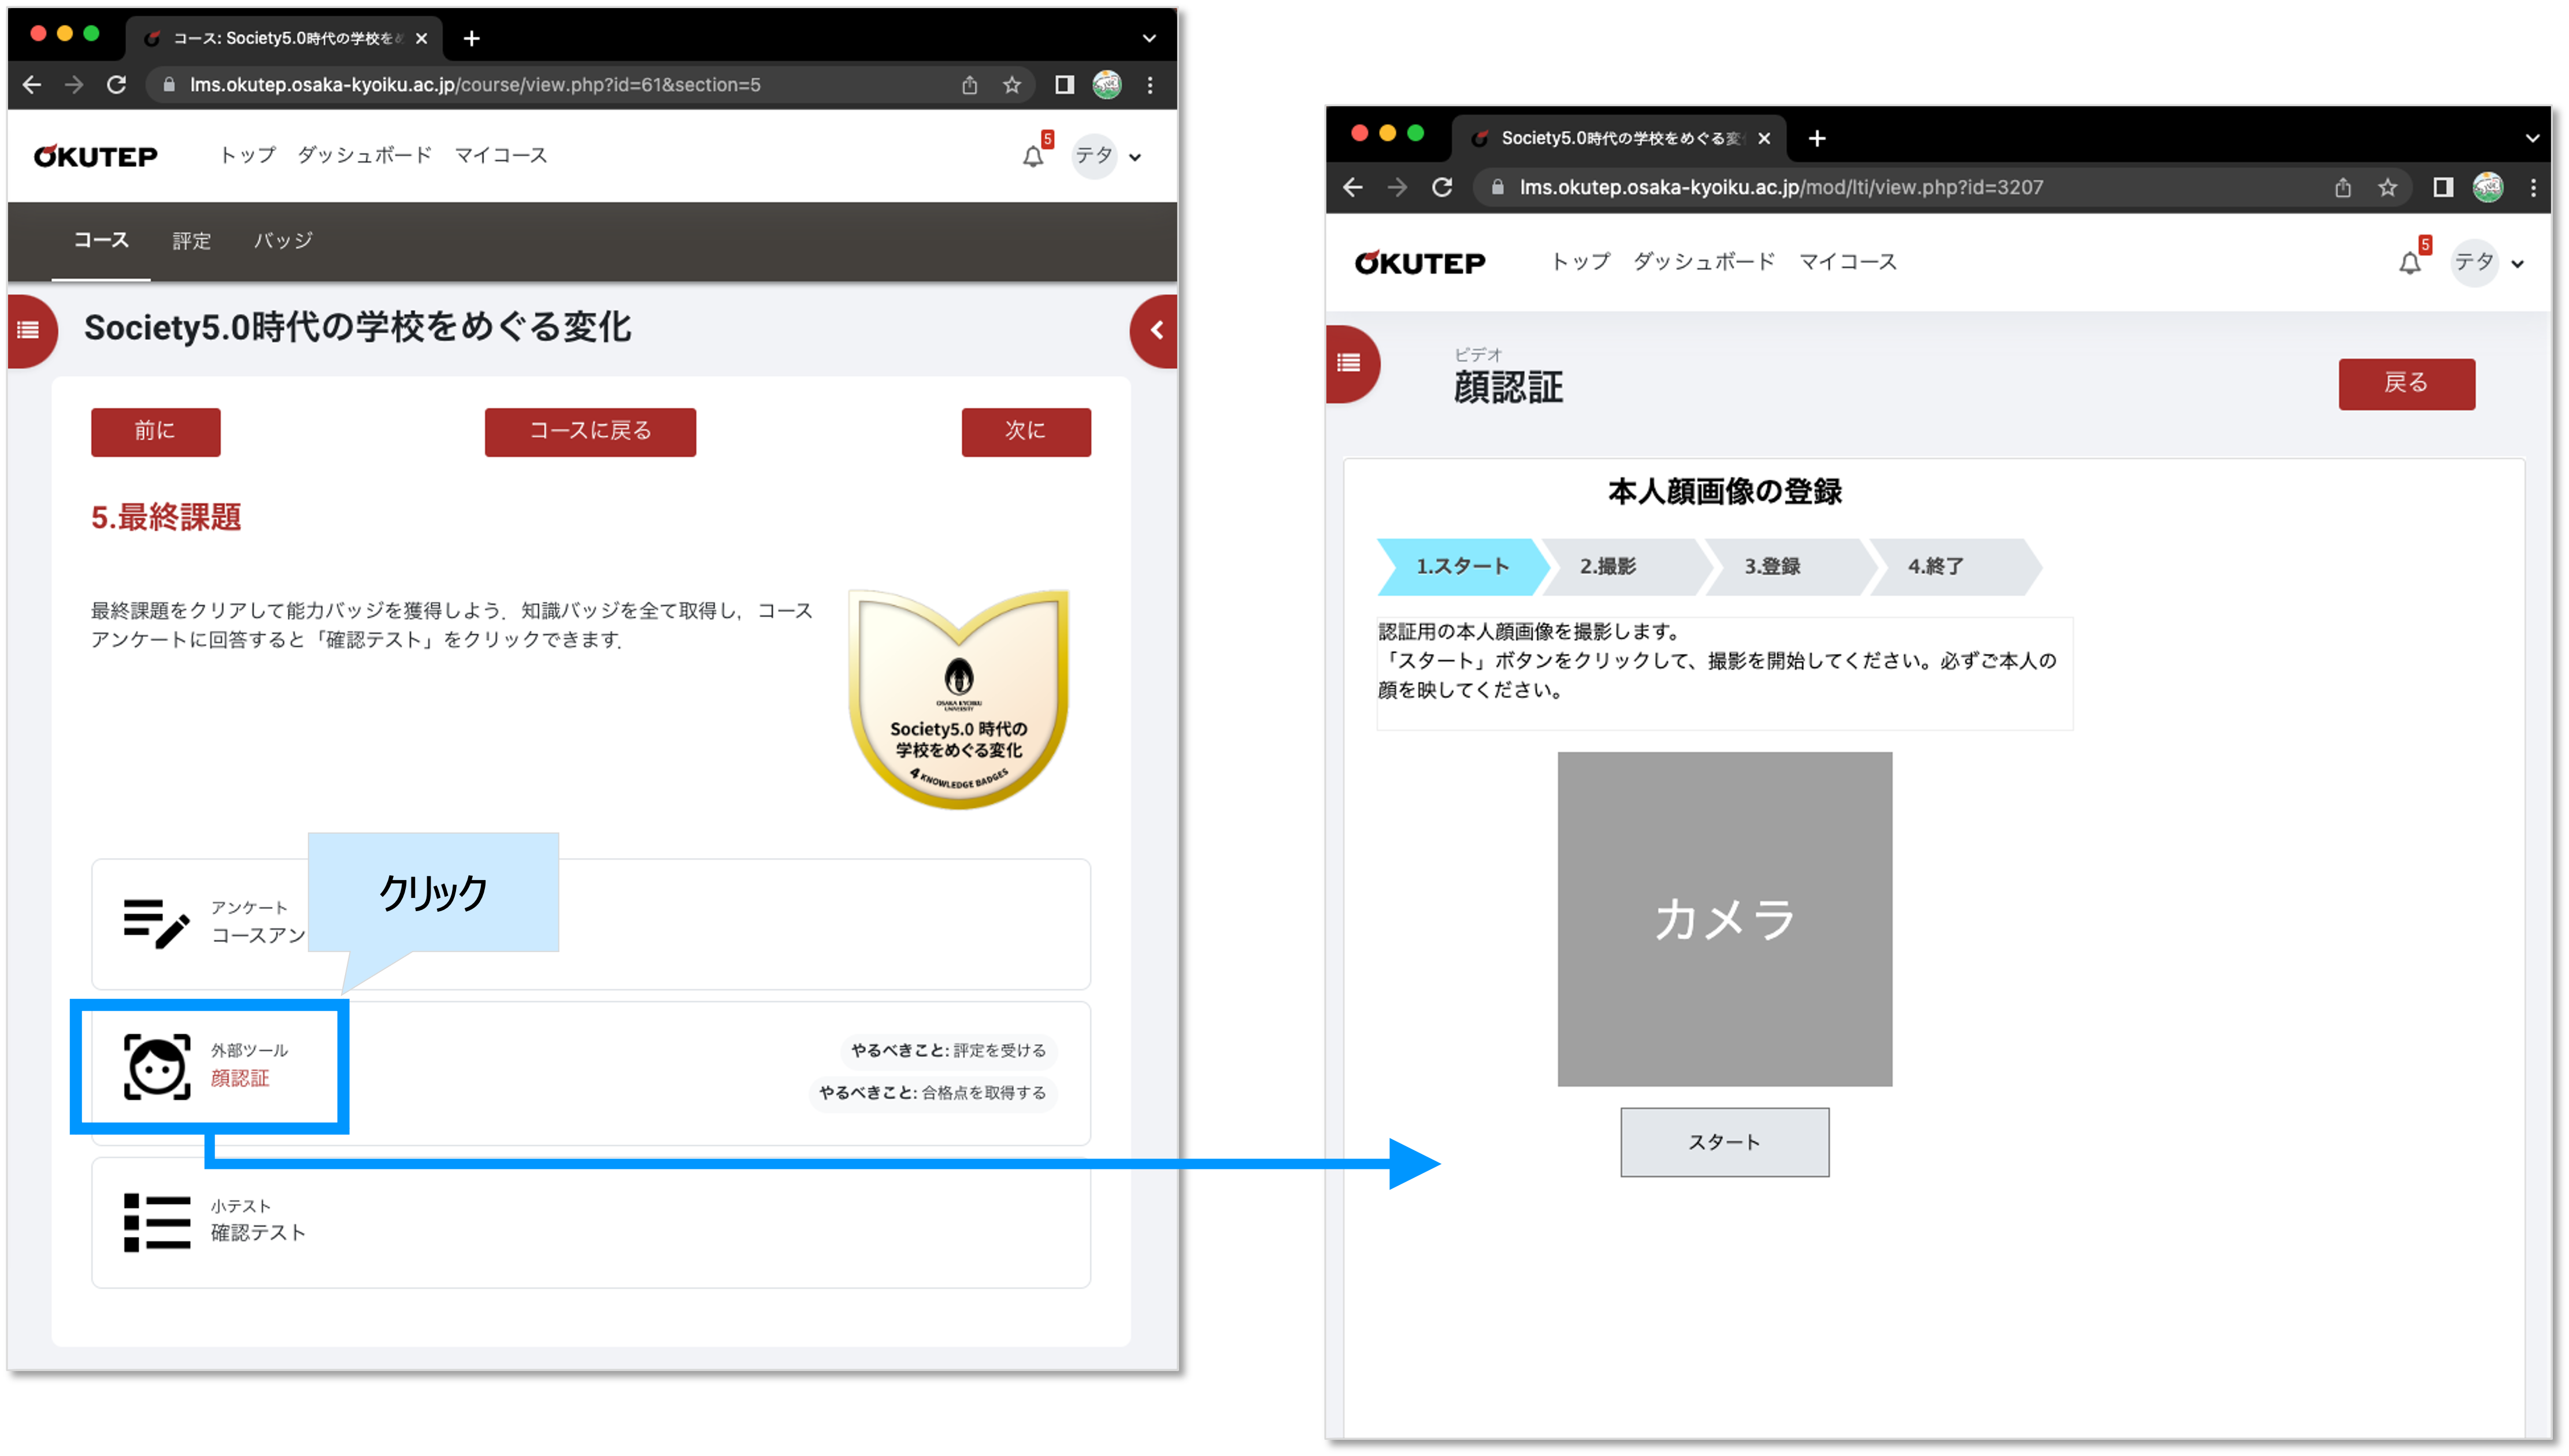 コース: Society5.0時代の学校をめ
lms.okutep.osaka-kyoiku.ac.jp/course/view.php?id=61&section=5
OKUTEP
トップ ダッシュボード マイコース
5
テタ
コース 評定 バッジ
Society5.0時代の学校をめぐる変化
前に コースに戻る 次に
5.最終課題
最終課題をクリアして能力バッジを獲得しよう．知識バッジを全て取得し，コース
アンケートに回答すると「確認テスト」をクリックできます．
OSAKA KYOIKU
UNIVERSITY
Society5.0 時代の
学校をめぐる変化
4 KNOWLEDGE BADGES
クリック
アンケート
コースアン
外部ツール
顔認証
やるべきこと: 評定を受ける
やるべきこと: 合格点を取得する
小テスト
確認テスト
Society5.0時代の学校をめぐる変
lms.okutep.osaka-kyoiku.ac.jp/mod/lti/view.php?id=3207
OKUTEP
トップ ダッシュボード マイコース
5
テタ
ビデオ
顔認証
戻る
本人顔画像の登録
1.スタート 2.撮影 3.登録 4.終了
認証用の本人顔画像を撮影します。
「スタート」ボタンをクリックして、撮影を開始してください。必ずご本人の
顔を映してください。
カメラ
スタート